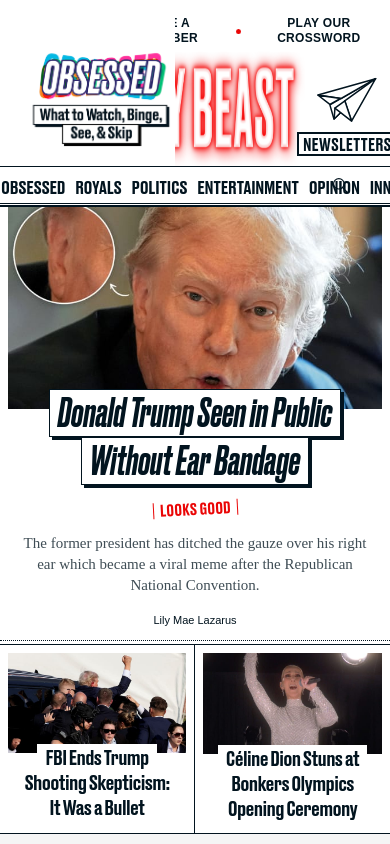 E A
BER
PLAY OUR
CROSSWORD
OBSESSED
What to Watch, Binge,
See, & Skip
Y BEAST
NEWSLETTERS
OBSESSED ROYALS POLITICS ENTERTAINMENT OPINION INN
Donald Trump Seen in Public
Without Ear Bandage
LOOKS GOOD
The former president has ditched the gauze over his right
ear which became a viral meme after the Republican
National Convention.
Lily Mae Lazarus
FBI Ends Trump
Shooting Skepticism:
It Was a Bullet
Céline Dion Stuns at
Bonkers Olympics
Opening Ceremony